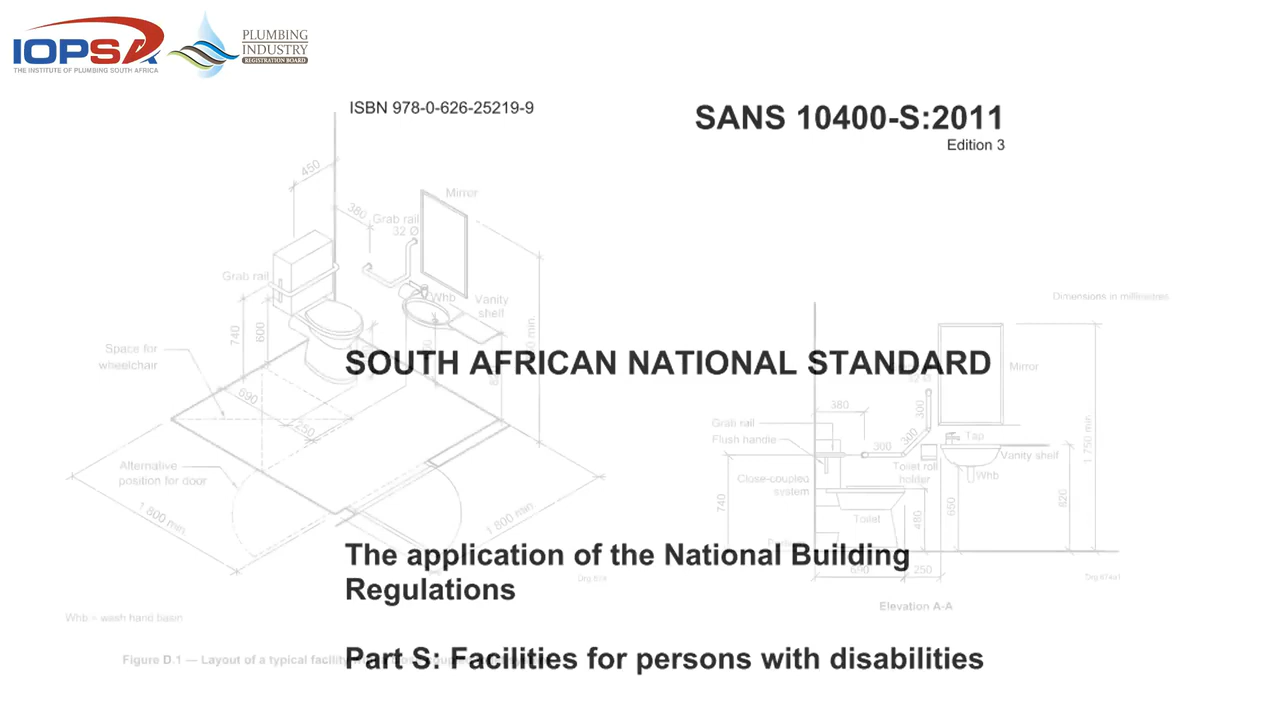 IOPSA
THE INSTITUTE OF PLUMBING SOUTH AFRICA
PLUMBING
INDUSTRY
REGISTRATION BOARD
ISBN 978-0-626-25219-9
SANS 10400-S:2011
Edition 3
450
380
Mirror
Grab rail
32 Ø
Grab rail
Whb
Vanity
shelf
740
600
Space for
wheelchair
690
250
Alternative
position for door
1 800 min.
1 800 min.
Whb = wash hand basin
SOUTH AFRICAN NATIONAL STANDARD
Dimensions in millimetres
Mirror
380
300
300
300
Grab rail
Flush handle
Tap
Toilet roll
holder
Vanity shelf
Whb
Close-coupled
system
Toilet
740
480
650
820
1 750 min.
690
250
Elevation A-A
The application of the National Building
Regulations
Figure D.1 — Layout of a typical facility
Part S: Facilities for persons with disabilities